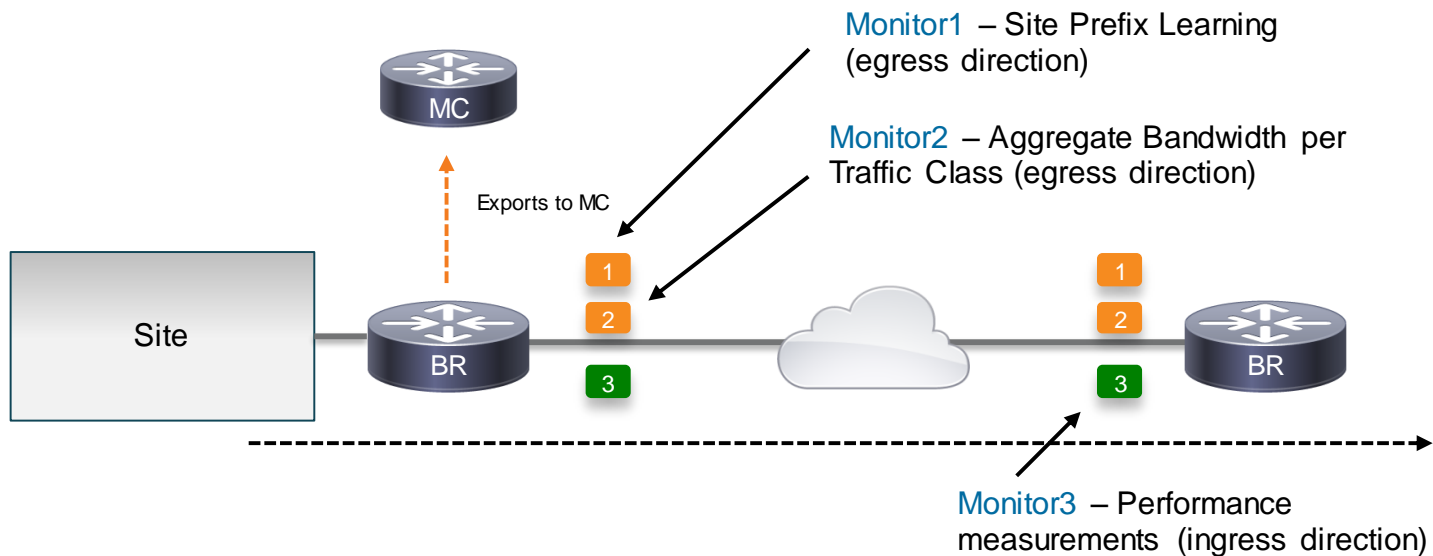 Monitor1 – Site Prefix Learning
(egress direction)
MC
Monitor2 – Aggregate Bandwidth per
Traffic Class (egress direction)
Exports to MC
1
1
2
2
Site
BR
BR
3
3
Monitor3 – Performance
measurements (ingress direction)